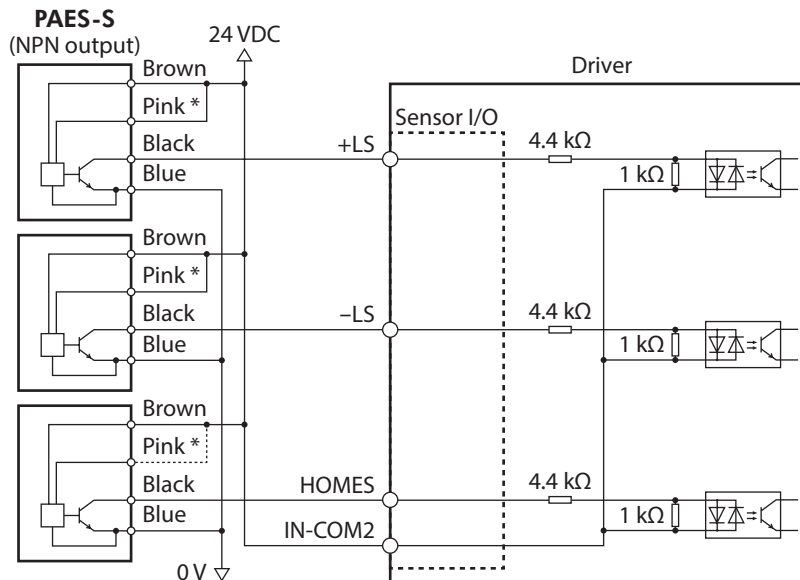 PAES-S
(NPN output)
24 VDC
Driver
Brown
Pink *
Black
Blue
Sensor I/O
+LS
4.4 kΩ
1 kΩ
Brown
Pink *
Black
Blue
–LS
4.4 kΩ
1 kΩ
Brown
Pink *
Black
Blue
HOMES
IN-COM2
4.4 kΩ
1 kΩ
0 V